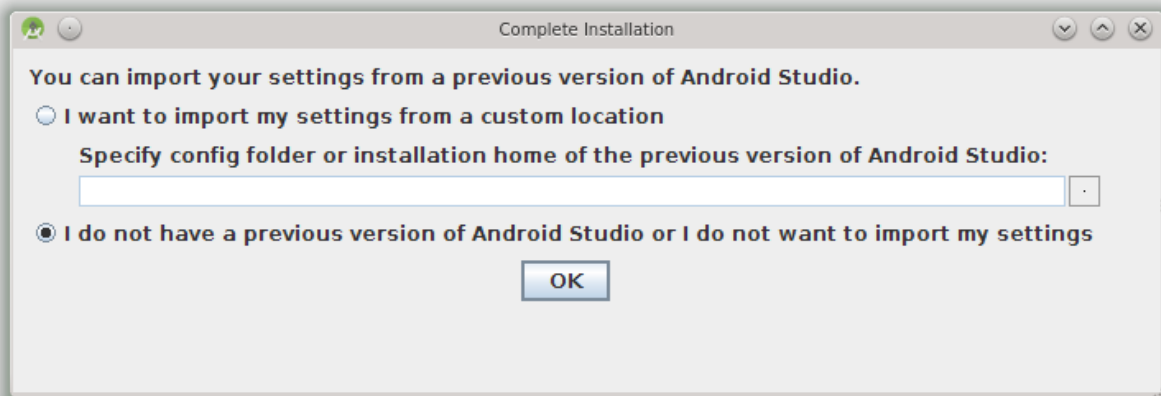 Complete Installation
You can import your settings from a previous version of Android Studio.
I want to import my settings from a custom location
Specify config folder or installation home of the previous version of Android Studio:
I do not have a previous version of Android Studio or I do not want to import my settings
OK